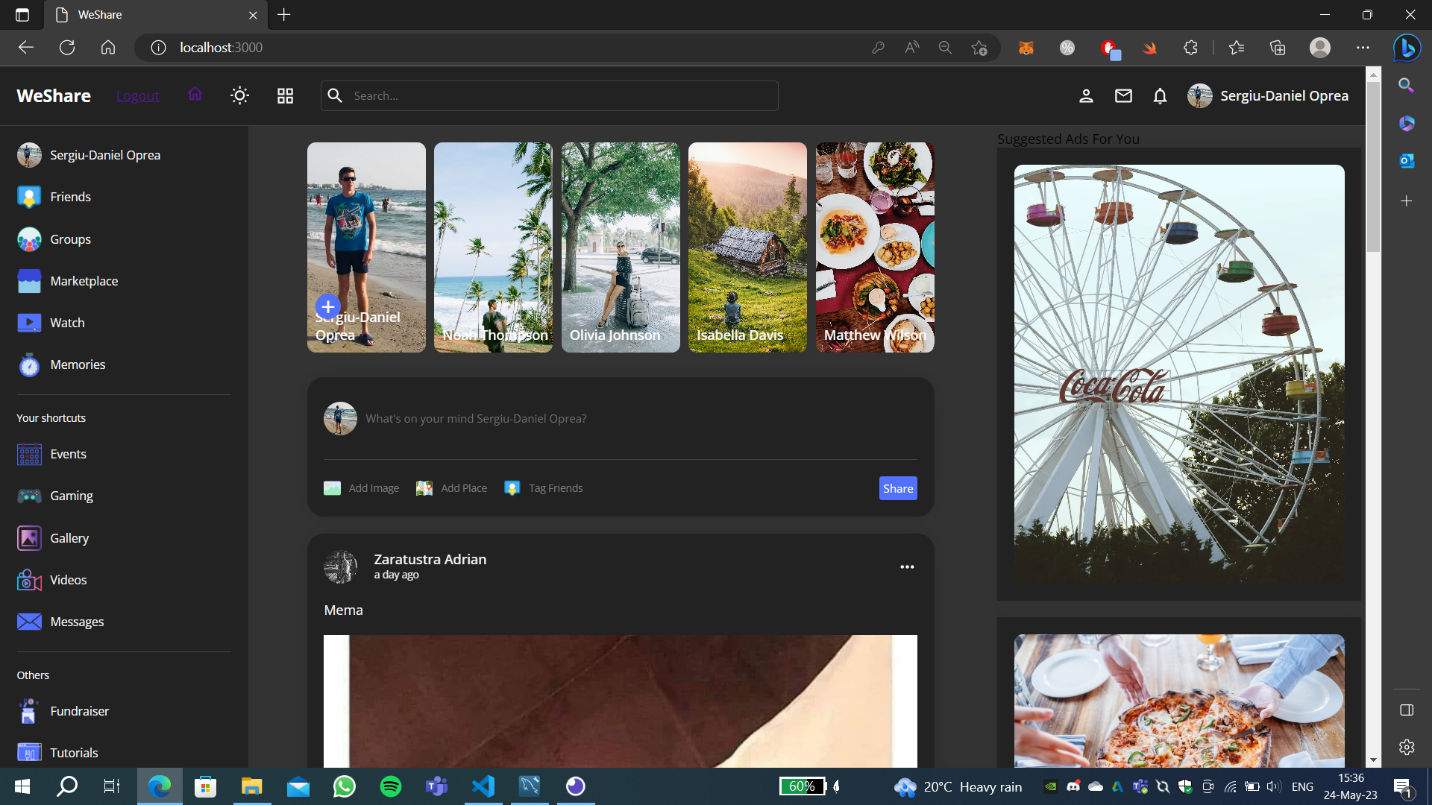 WeShare
localhost:3000
WeShare
Logout
Search...
Sergiu-Daniel Oprea
Sergiu-Daniel Oprea
Friends
Groups
Marketplace
Watch
Memories
Your shortcuts
Events
Gaming
Gallery
Videos
Messages
Others
Fundraiser
Tutorials
Sergiu-Daniel
Oprea
Noah Thompson
Olivia Johnson
Isabella Davis
Matthew Wilson
What's on your mind Sergiu-Daniel Oprea?
Add Image
Add Place
Tag Friends
Share
Zaratustra Adrian
a day ago
Mema
Suggested Ads For You
Coca-Cola
60%
20°C Heavy rain
ENG
15:36
24-May-23
1